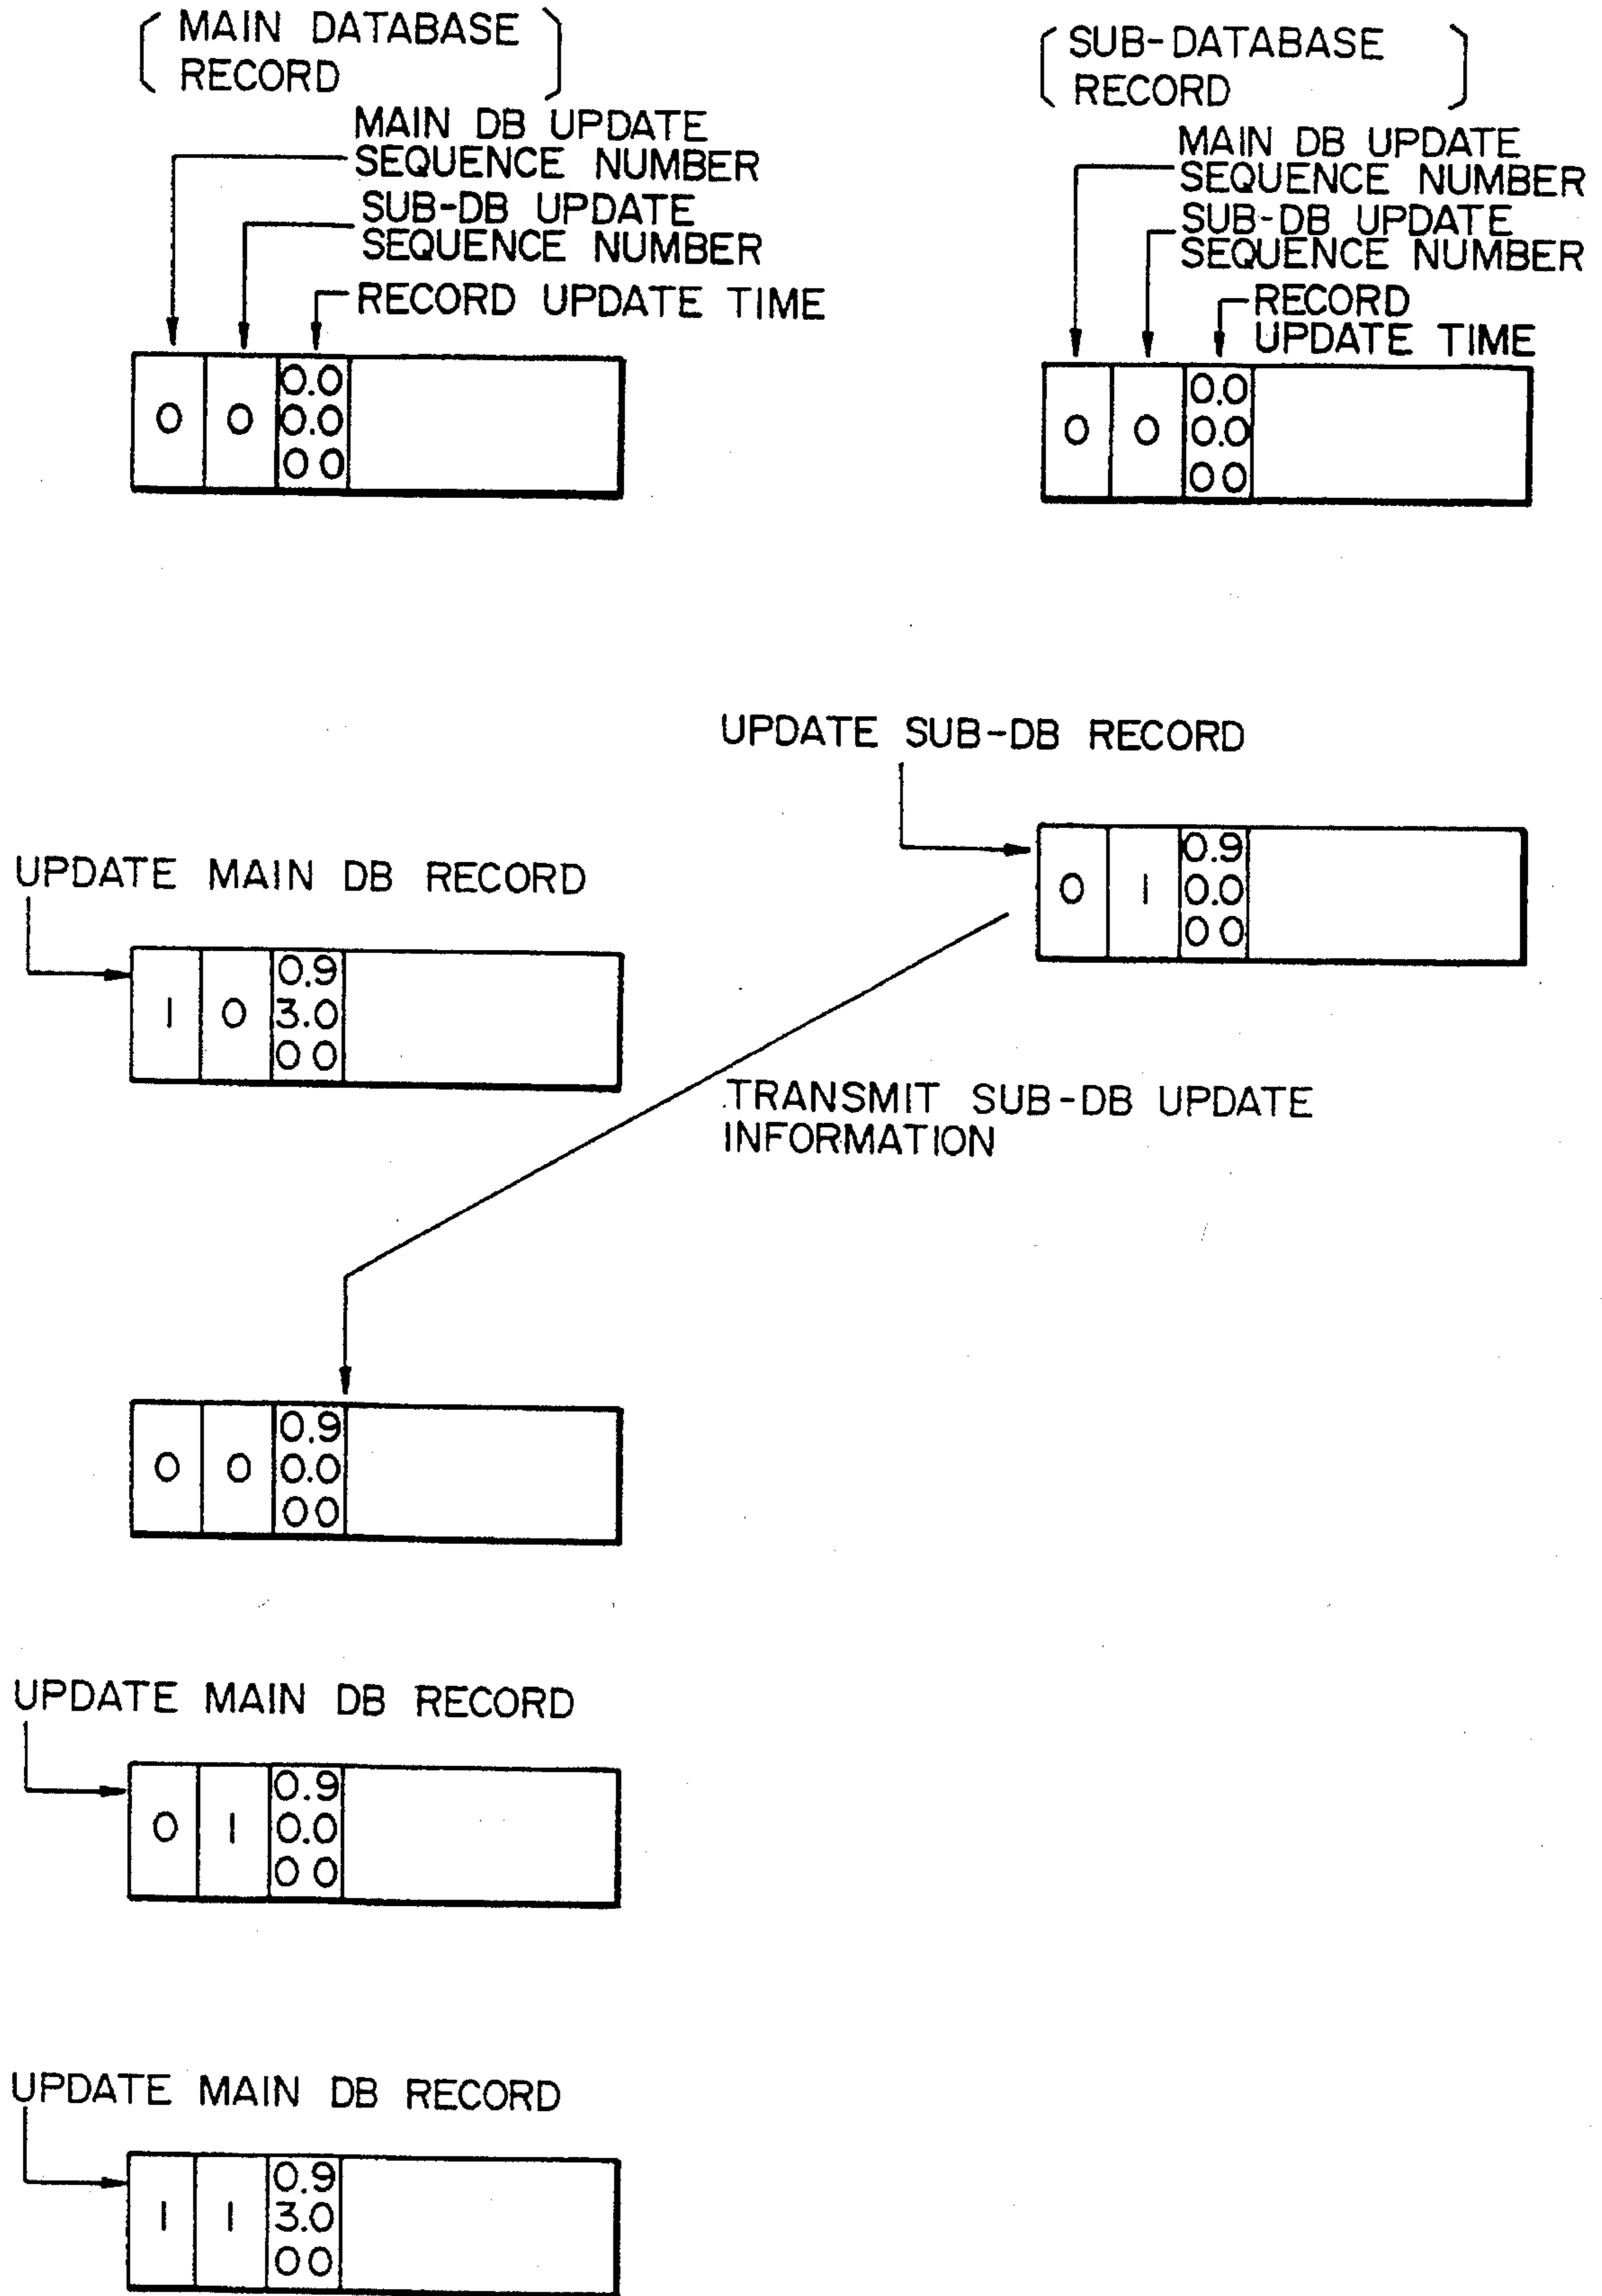 MAIN DATABASE
RECORD
MAIN DB UPDATE
SEQUENCE NUMBER
SUB-DB UPDATE
SEQUENCE NUMBER
RECORD UPDATE TIME
0 0 0.0
0.0
00
SUB-DATABASE
RECORD
MAIN DB UPDATE
SEQUENCE NUMBER
SUB-DB UPDATE
SEQUENCE NUMBER
RECORD
UPDATE TIME
0 0 0.0
0.0
00
UPDATE SUB-DB RECORD
0 1 0.9
0.0
00
UPDATE MAIN DB RECORD
1 0 0.9
3.0
00
TRANSMIT SUB-DB UPDATE
INFORMATION
0 0 0.9
0.0
00
UPDATE MAIN DB RECORD
0 1 0.9
0.0
00
UPDATE MAIN DB RECORD
1 1 0.9
3.0
00